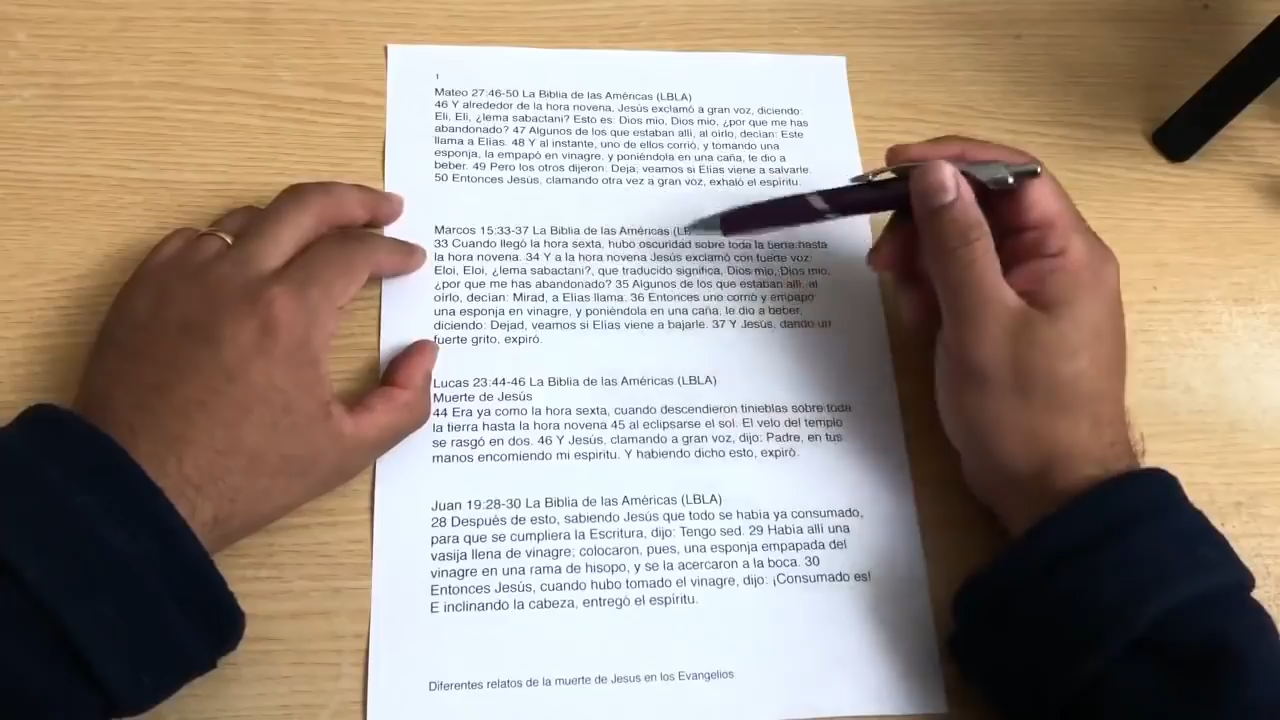 1
Mateo 27:46-50 La Biblia de las Américas (LBLA)
46 Y alrededor de la hora novena, Jesús exclamó a gran voz, diciendo:
Eli, Eli, ¿lema sabactani? Esto es: Dios mío, Dios mío, ¿por que me has
abandonado? 47 Algunos de los que estaban allí, al oírlo, decían: Este
llama a Elías. 48 Y al instante, uno de ellos corrió, y tomando una
esponja, la empapó en vinagre, y poniéndola en una caña, le dio a
beber. 49 Pero los otros dijeron: Deja, veamos si Elías viene a salvarle.
50 Entonces Jesús, clamando otra vez a gran voz, exhaló el espíritu.
Marcos 15:33-37 La Biblia de las Américas (LB
33 Cuando llegó la hora sexta, hubo oscuridad sobre toda la tierra hasta
la hora novena. 34 Y a la hora novena Jesús exclamó con fuerte voz:
Eloi, Eloi, ¿lema sabactani?, que traducido significa, Dios mío, Dios mío,
¿por que me has abandonado? 35 Algunos de los que estaban allí, al
oírlo, decían: Mirad, a Elías llama. 36 Entonces uno corrió y empapó
una esponja en vinagre, y poniéndola en una caña, le dio a beber,
diciendo: Dejad, veamos si Elías viene a bajarle. 37 Y Jesús, dando un
fuerte grito, expiró.
Lucas 23:44-46 La Biblia de las Américas (LBLA)
Muerte de Jesús
44 Era ya como la hora sexta, cuando descendieron tinieblas sobre toda
la tierra hasta la hora novena 45 al eclipsarse el sol. El velo del templo
se rasgó en dos. 46 Y Jesús, clamando a gran voz, dijo: Padre, en tus
manos encomiendo mi espíritu. Y habiendo dicho esto, expiró.
Juan 19:28-30 La Biblia de las Américas (LBLA)
28 Después de esto, sabiendo Jesús que todo se había ya consumado,
para que se cumpliera la Escritura, dijo: Tengo sed. 29 Había allí una
vasija llena de vinagre; colocaron, pues, una esponja empapada del
vinagre en una rama de hisopo, y se la acercaron a la boca. 30
Entonces Jesús, cuando hubo tomado el vinagre, dijo: ¡Consumado es!
E inclinando la cabeza, entregó el espíritu.
Diferentes relatos de la muerte de Jesus en los Evangelios